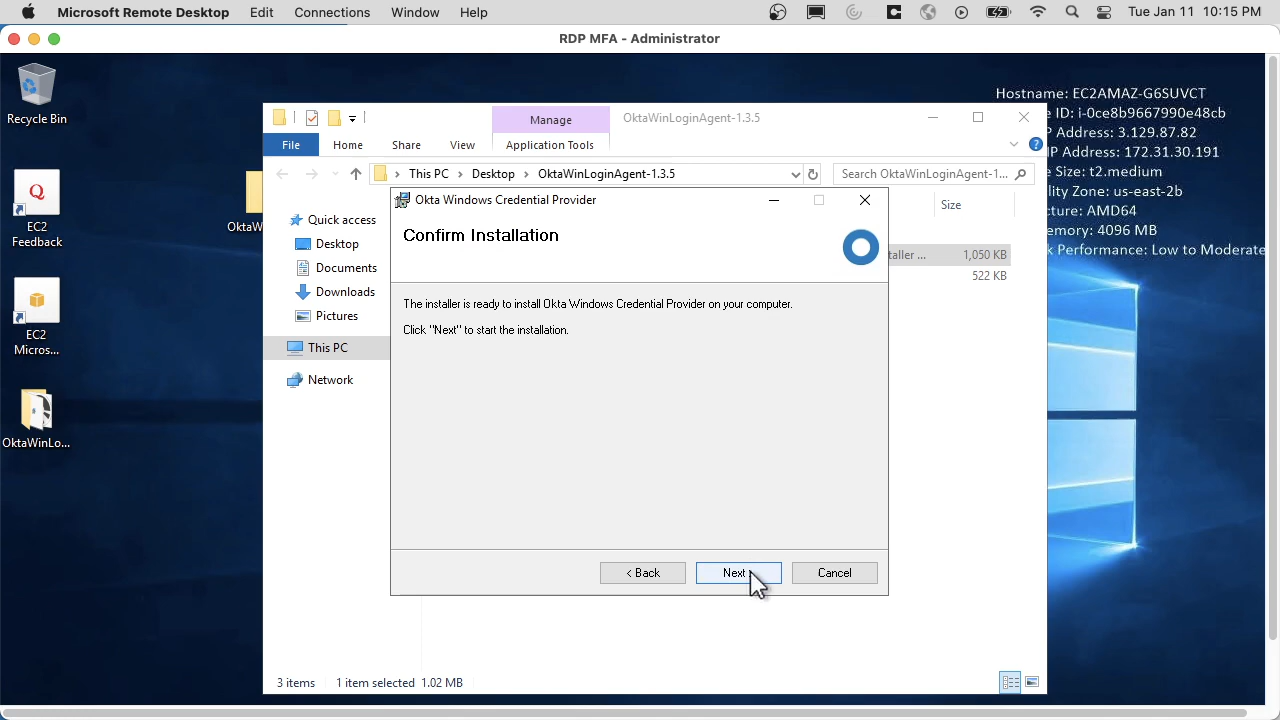 Microsoft Remote Desktop Edit Connections Window Help Tue Jan 11 10:15 PM
RDP MFA - Administrator
Recycle Bin
EC2
Feedback
EC2
Micros...
OktaWinLo...
OktaW
Hostname: EC2AMAZ-G6SUVCT
ID: i-0ce8b9667990e48cb
Address: 3.129.87.82
Address: 172.31.30.191
Size: t2.medium
Zone: us-east-2b
AMD64
4096 MB
Performance: Low to Moderate
Manage OktaWinLoginAgent-1.3.5
File Home Share View Application Tools
This PC Desktop OktaWinLoginAgent-1.3.5 Search OktaWinLoginAgent-1...
Quick access
Desktop
Documents
Downloads
Pictures
This PC
Network
Size
taller ... 1,050 KB
522 KB
Okta Windows Credential Provider
Confirm Installation
The installer is ready to install Okta Windows Credential Provider on your computer.
Click "Next" to start the installation.
< Back Next Cancel
3 items 1 item selected 1.02 MB